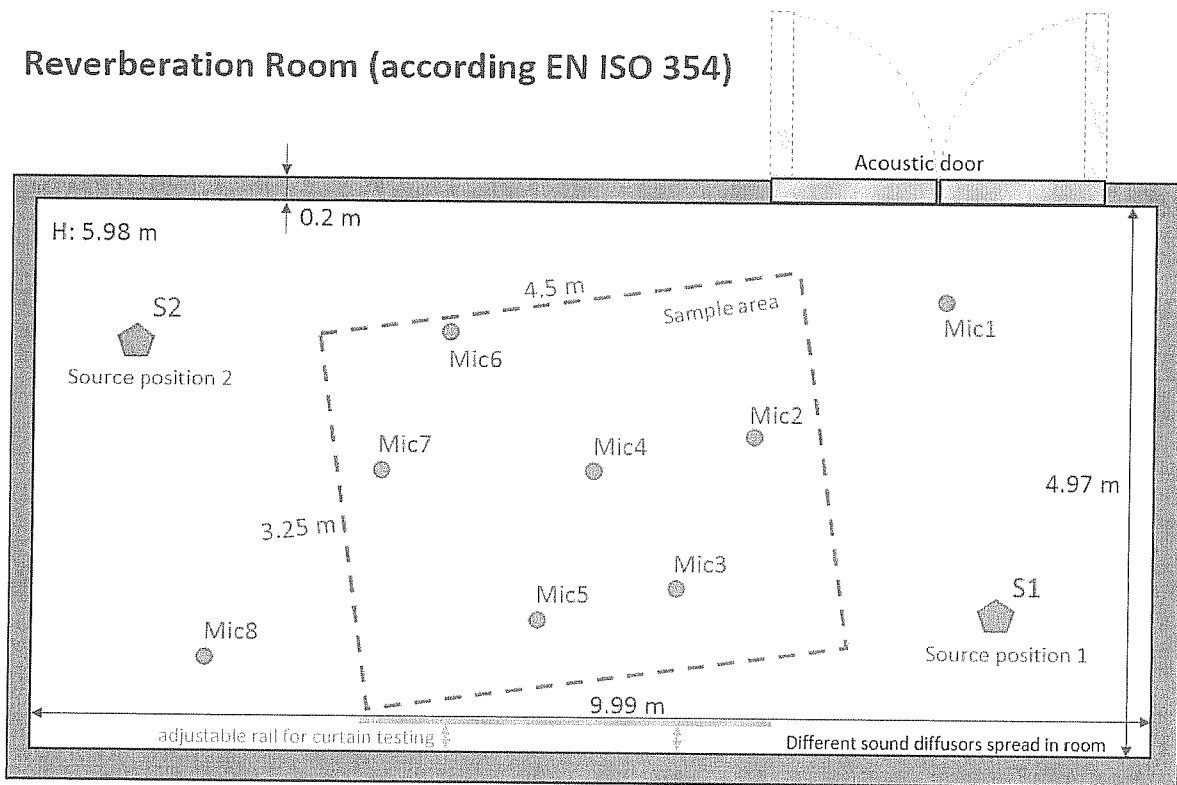 Reverberation Room (according EN ISO 354)
Acoustic door
0.2 m
H: 5.98 m
4.5 m
Sample area
S2
Source position 2
Mic6
Mic1
Mic2
Mic7
Mic4
4.97 m
3.25 m
Mic3
Mic5
S1
Mic8
Source position 1
9.99 m
adjustable rail for curtain testing
Different sound diffusors spread in room